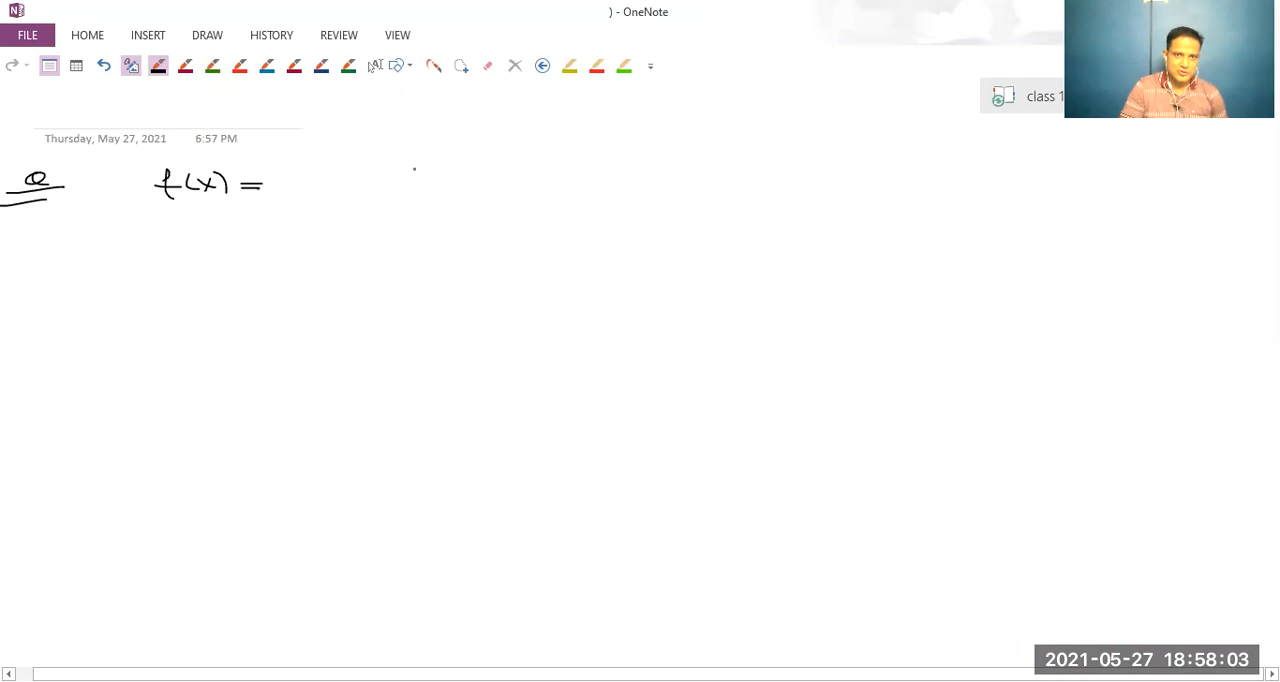 ) - OneNote
FILE HOME INSERT DRAW HISTORY REVIEW VIEW
class 1
Thursday, May 27, 2021 6:57 PM
Q f(x) =
2021-05-27 18:58:03